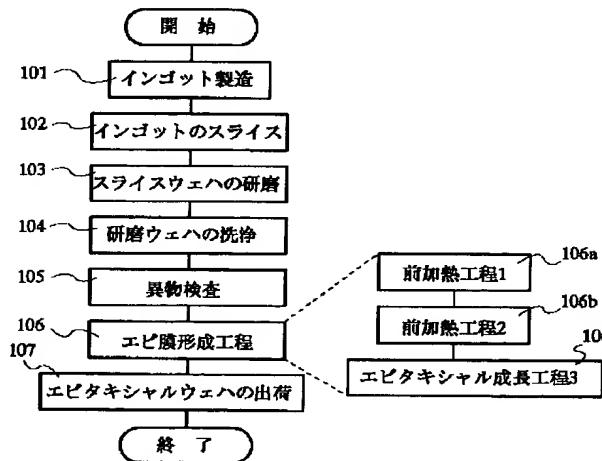 開 始
101
インゴット製造
102
インゴットのスライス
103
スライスウェハの研磨
104
研磨ウェハの洗浄
105
異物検査
106
エピ膜形成工程
107
エピタキシャルウェハの出荷
終 了
106a
前加熱工程1
106b
前加熱工程2
10
エピタキシャル成長工程3